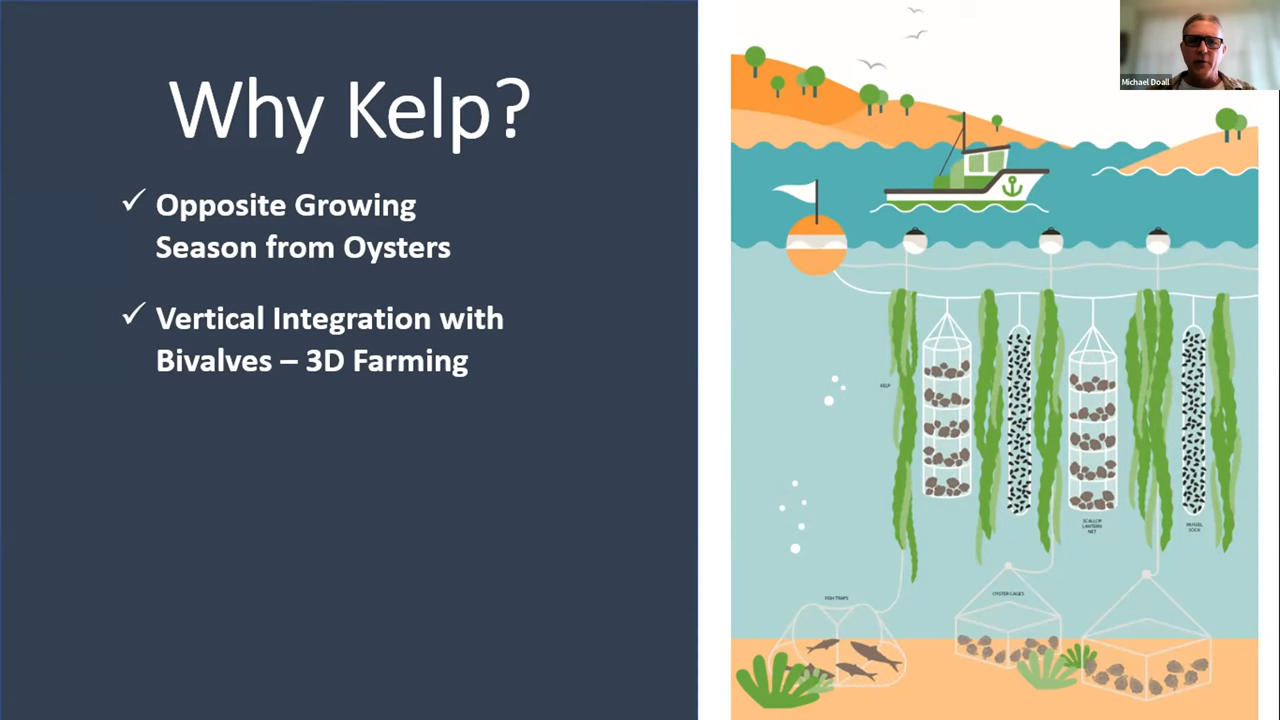 Why Kelp?
✓ Opposite Growing
Season from Oysters
✓ Vertical Integration with
Bivalves – 3D Farming
Michael Doall
KELP
SCALLOP
LANTERN
NET
MUSSEL
SOCK
FISH TRAPS
OYSTER CAGES